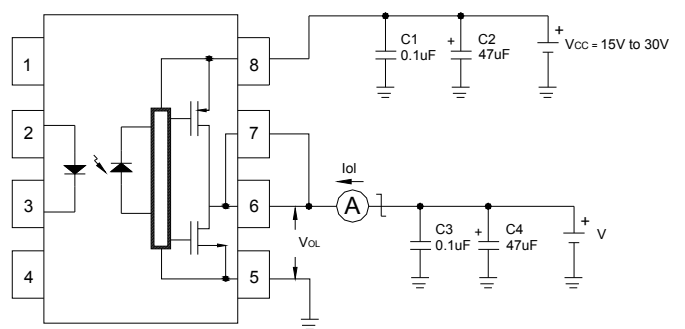 1
2
3
4
8
7
6
5
C1
0.1uF
+
C2
47uF
+
VCC = 15V to 30V
Iol
A
VOL
C3
0.1uF
+
C4
47uF
+
V